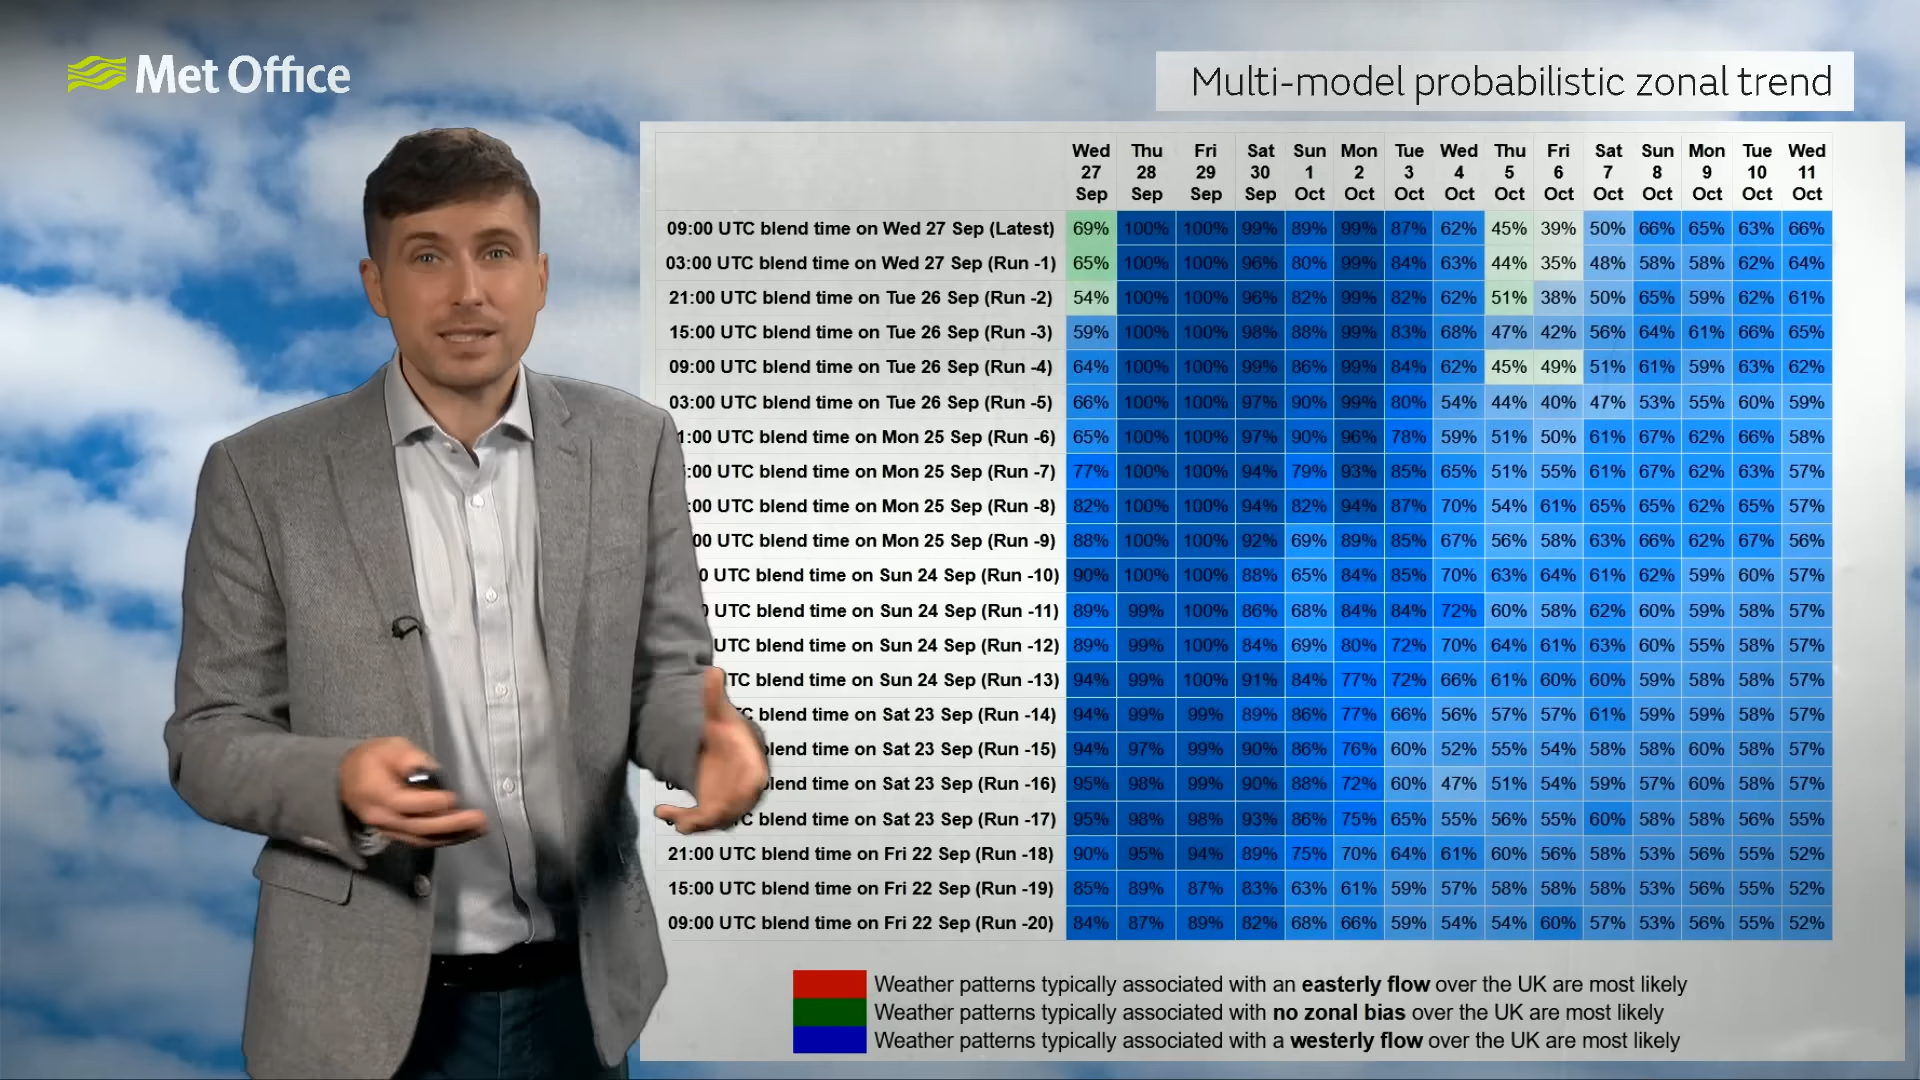 Met Office
Multi-model probabilistic zonal trend
Wed Thu Fri Sat Sun Mon Tue Wed Thu Fri Sat Sun Mon Tue Wed
27 28 29 30 1 2 3 4 5 6 7 8 9 10 11
Sep Sep Sep Sep Oct Oct Oct Oct Oct Oct Oct Oct Oct Oct Oct
09:00 UTC blend time on Wed 27 Sep (Latest) 69% 100% 100% 99% 89% 99% 87% 62% 45% 39% 50% 66% 65% 63% 66%
03:00 UTC blend time on Wed 27 Sep (Run -1) 65% 100% 100% 96% 80% 99% 84% 63% 44% 35% 48% 58% 58% 62% 64%
21:00 UTC blend time on Tue 26 Sep (Run -2) 54% 100% 100% 96% 82% 99% 82% 62% 51% 38% 50% 65% 59% 62% 61%
15:00 UTC blend time on Tue 26 Sep (Run -3) 59% 100% 100% 98% 88% 99% 83% 68% 47% 42% 56% 64% 61% 66% 65%
09:00 UTC blend time on Tue 26 Sep (Run -4) 64% 100% 100% 99% 86% 99% 84% 62% 45% 49% 51% 61% 59% 63% 62%
03:00 UTC blend time on Tue 26 Sep (Run -5) 66% 100% 100% 97% 90% 99% 80% 54% 44% 40% 47% 53% 55% 60% 59%
1:00 UTC blend time on Mon 25 Sep (Run -6) 65% 100% 100% 97% 90% 96% 78% 59% 51% 50% 61% 67% 62% 66% 58%
:00 UTC blend time on Mon 25 Sep (Run -7) 77% 100% 100% 94% 79% 93% 85% 65% 51% 55% 61% 67% 62% 63% 57%
:00 UTC blend time on Mon 25 Sep (Run -8) 82% 100% 100% 94% 82% 94% 87% 70% 54% 61% 65% 65% 62% 65% 57%
00 UTC blend time on Mon 25 Sep (Run -9) 88% 100% 100% 92% 69% 89% 85% 67% 56% 58% 63% 66% 62% 67% 56%
0 UTC blend time on Sun 24 Sep (Run -10) 90% 100% 100% 88% 65% 84% 85% 70% 63% 64% 61% 62% 59% 60% 57%
UTC blend time on Sun 24 Sep (Run -11) 89% 99% 100% 86% 68% 84% 84% 72% 60% 58% 62% 60% 59% 58% 57%
UTC blend time on Sun 24 Sep (Run -12) 89% 99% 100% 84% 69% 80% 72% 70% 64% 61% 63% 60% 55% 58% 57%
TC blend time on Sun 24 Sep (Run -13) 94% 99% 100% 91% 84% 77% 72% 66% 61% 60% 60% 59% 58% 58% 57%
C blend time on Sat 23 Sep (Run -14) 94% 99% 99% 89% 86% 77% 66% 56% 57% 57% 61% 59% 59% 58% 57%
lend time on Sat 23 Sep (Run -15) 94% 97% 99% 90% 86% 76% 60% 52% 55% 54% 58% 58% 60% 58% 57%
lend time on Sat 23 Sep (Run -16) 95% 98% 99% 90% 88% 72% 60% 47% 51% 54% 59% 57% 60% 58% 57%
C blend time on Sat 23 Sep (Run -17) 95% 98% 98% 93% 86% 75% 65% 55% 56% 55% 60% 58% 58% 56% 55%
21:00 UTC blend time on Fri 22 Sep (Run -18) 90% 95% 94% 89% 75% 70% 64% 61% 60% 56% 58% 53% 56% 55% 52%
15:00 UTC blend time on Fri 22 Sep (Run -19) 85% 89% 87% 83% 63% 61% 59% 57% 58% 58% 58% 53% 56% 55% 52%
09:00 UTC blend time on Fri 22 Sep (Run -20) 84% 87% 89% 82% 68% 66% 59% 54% 54% 60% 57% 53% 56% 55% 52%
Weather patterns typically associated with an easterly flow over the UK are most likely
Weather patterns typically associated with no zonal bias over the UK are most likely
Weather patterns typically associated with a westerly flow over the UK are most likely